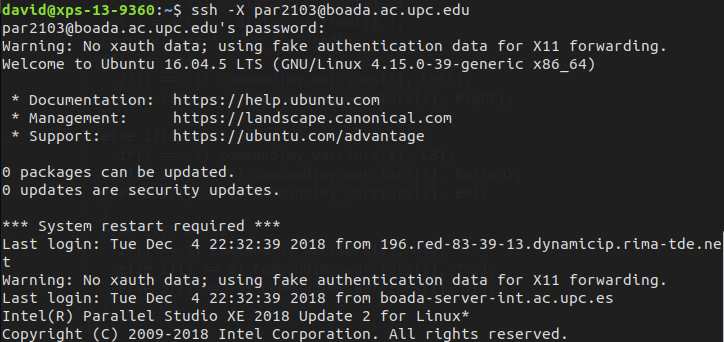 david@xps-13-9360:~$ ssh -X par2103@boada.ac.upc.edu
par2103@boada.ac.upc.edu's password:
Warning: No xauth data; using fake authentication data for X11 forwarding.
Welcome to Ubuntu 16.04.5 LTS (GNU/Linux 4.15.0-39-generic x86_64)
* Documentation:  https://help.ubuntu.com
* Management:     https://landscape.canonical.com
* Support:        https://ubuntu.com/advantage
0 packages can be updated.
0 updates are security updates.
*** System restart required ***
Last login: Tue Dec  4 22:32:39 2018 from 196.red-83-39-13.dynamicip.rima-tde.ne
t
Warning: No xauth data; using fake authentication data for X11 forwarding.
Last login: Tue Dec  4 22:32:39 2018 from boada-server-int.ac.upc.es
Intel(R) Parallel Studio XE 2018 Update 2 for Linux*
Copyright (C) 2009-2018 Intel Corporation. All rights reserved.